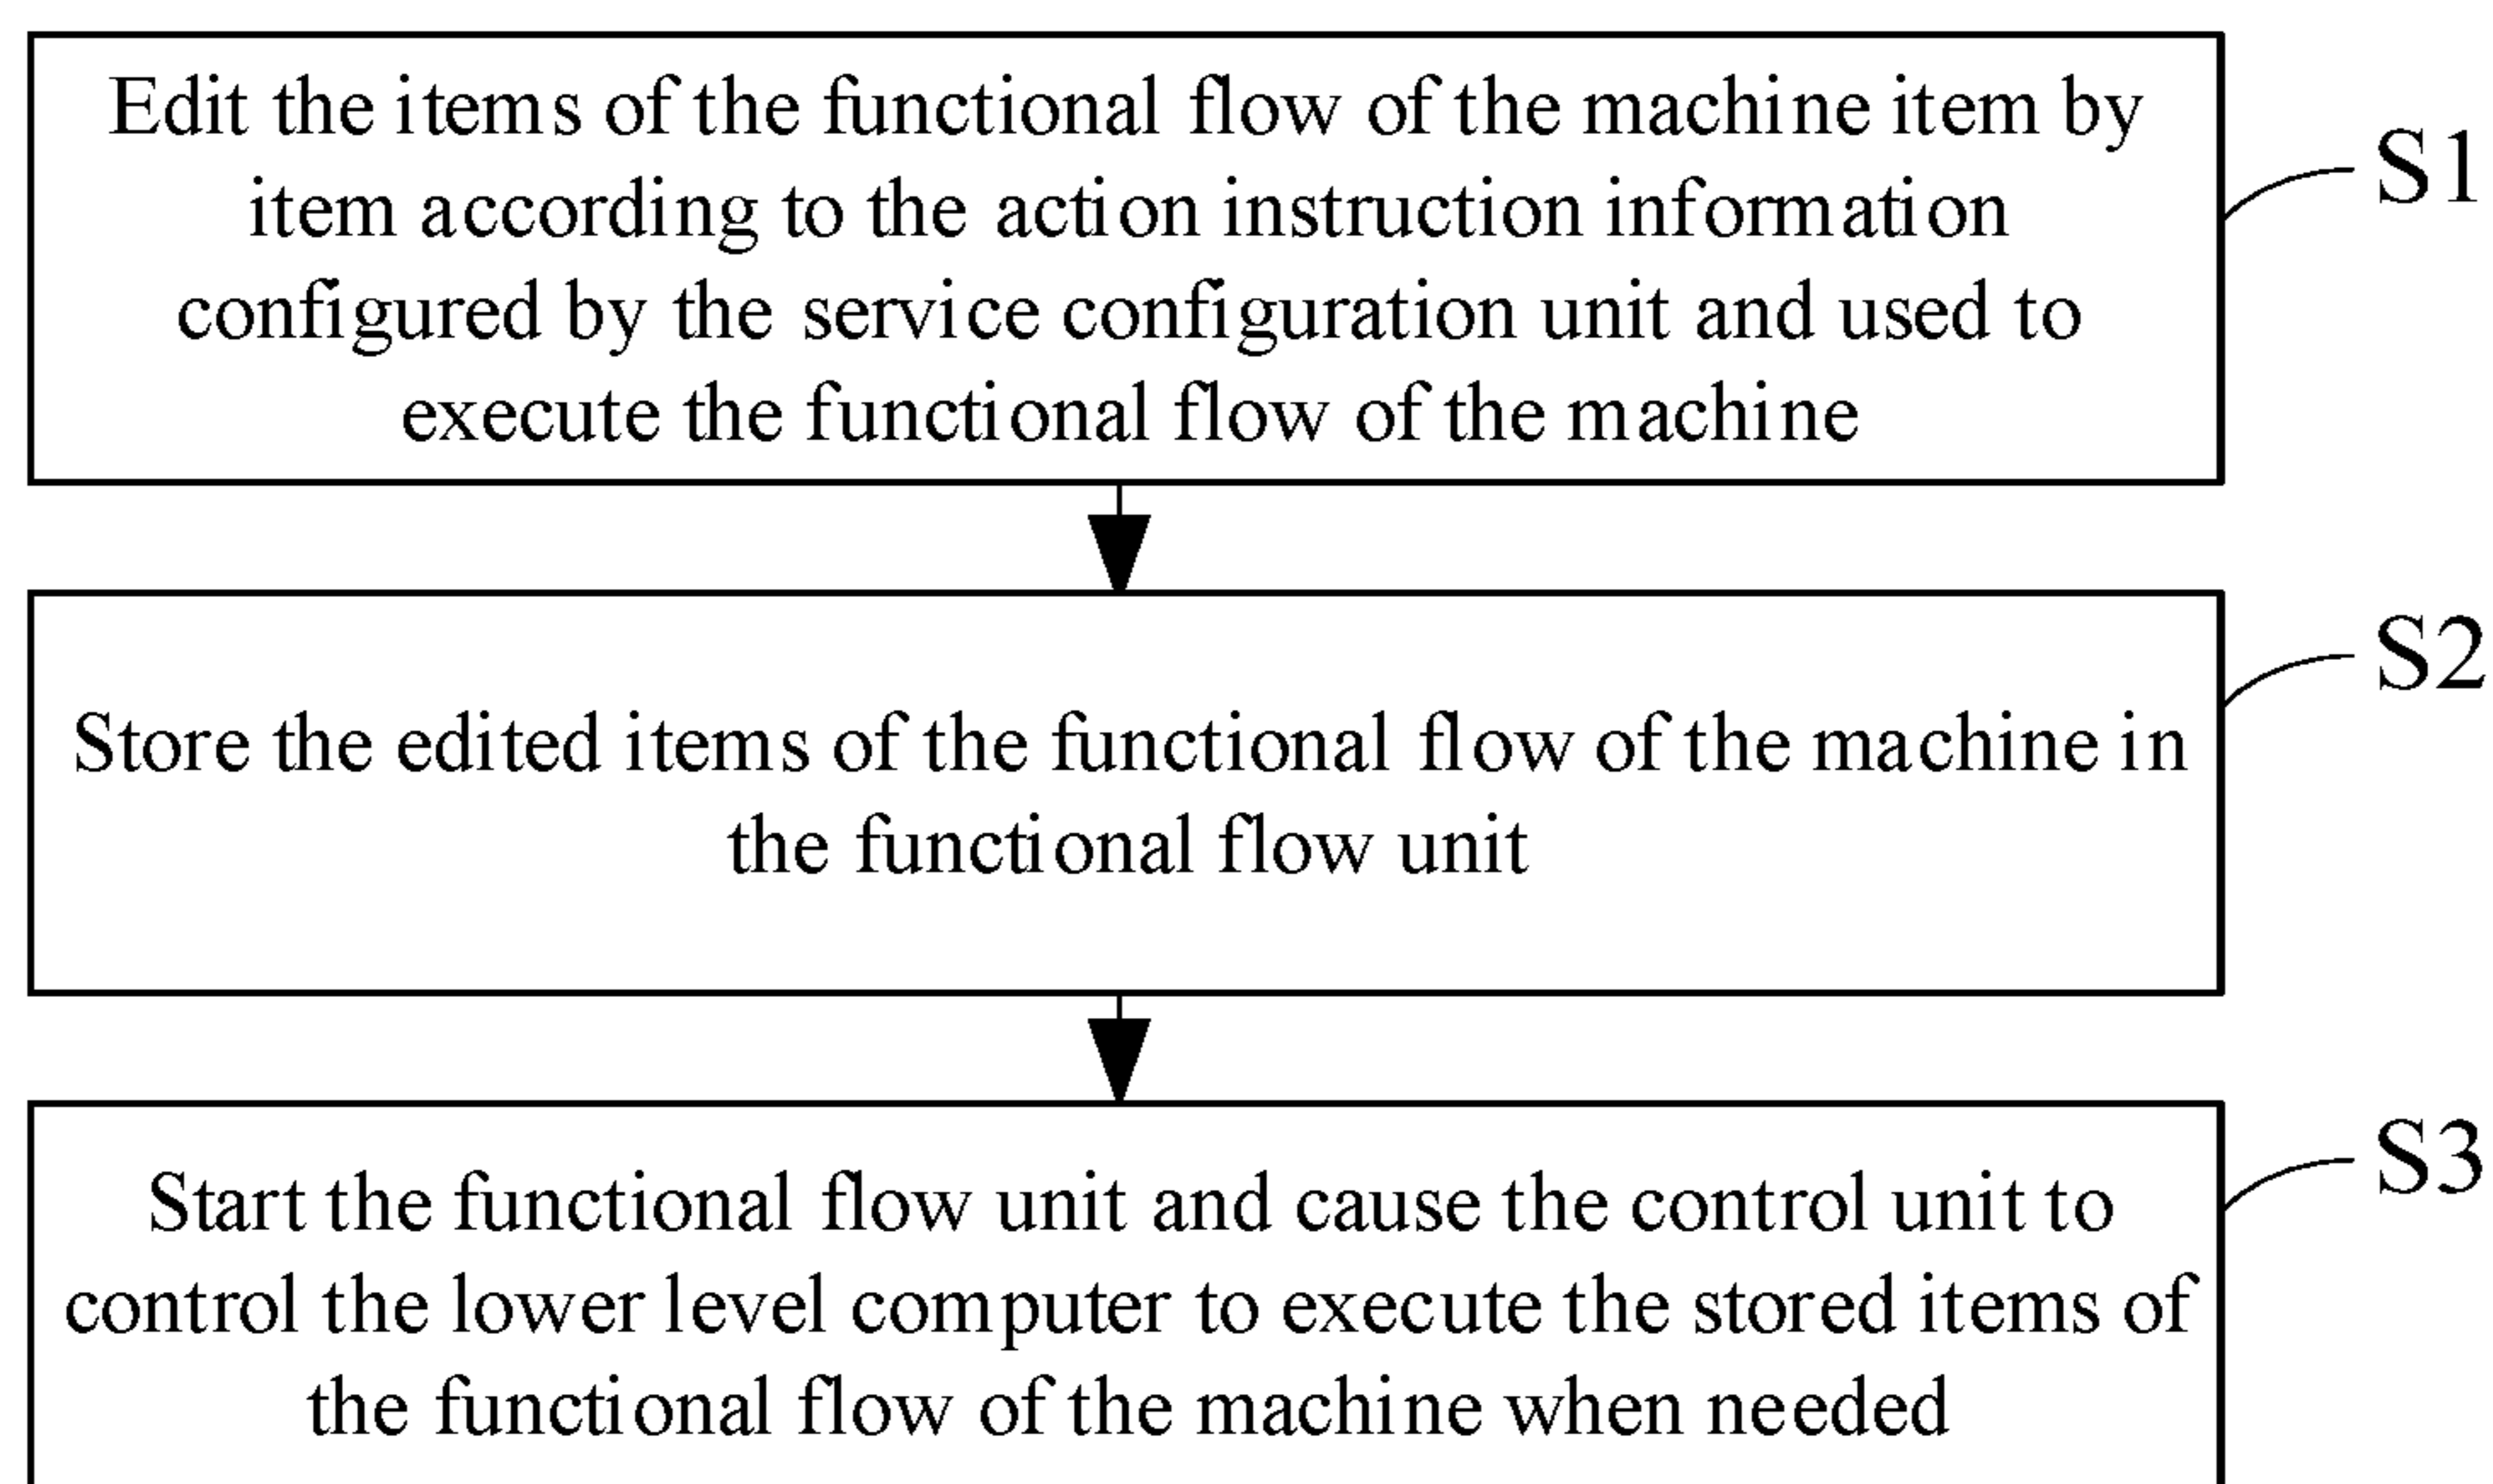 Edit the items of the functional flow of the machine item by
item according to the action instruction information
configured by the service configuration unit and used to
execute the functional flow of the machine
S1
Store the edited items of the functional flow of the machine in
the functional flow unit
S2
Start the functional flow unit and cause the control unit to
control the lower level computer to execute the stored items of
the functional flow of the machine when needed
S3